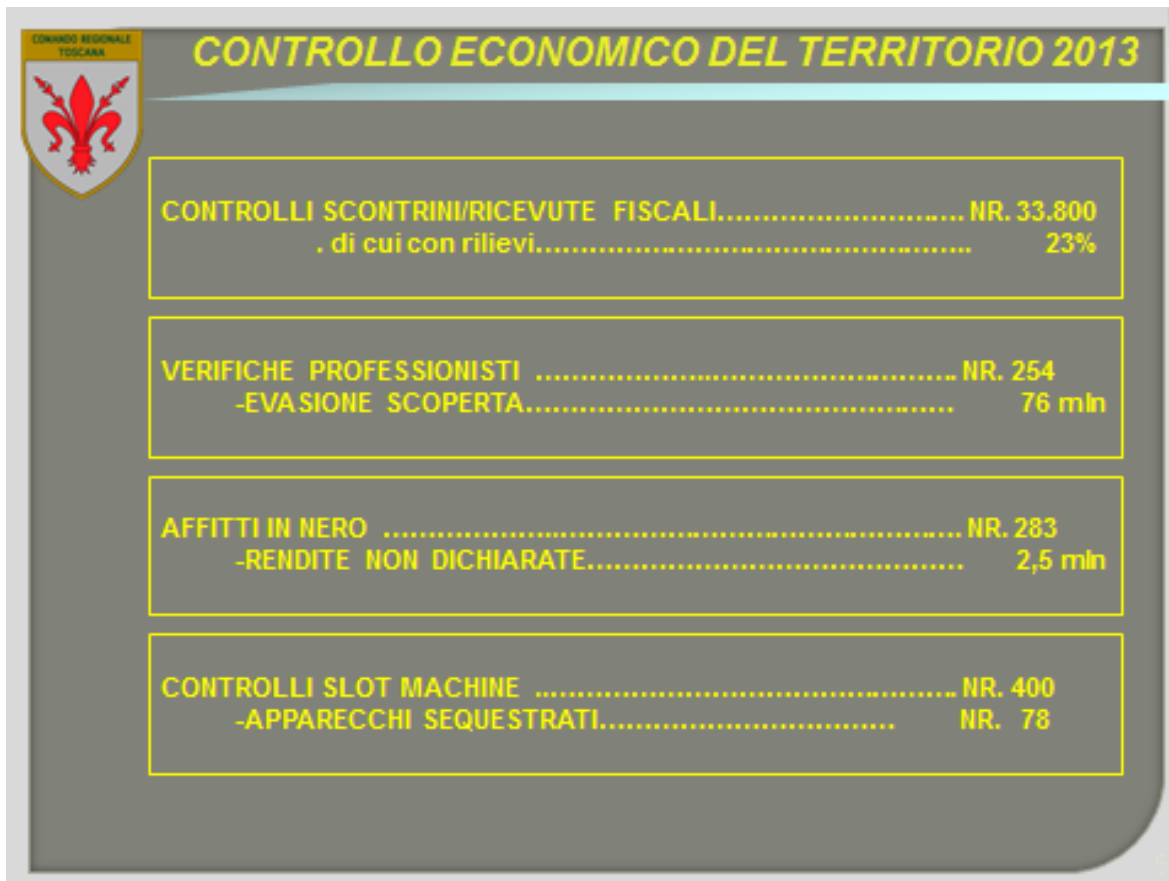 COMANDO REGIONALE
TOSCANA
CONTROLLO ECONOMICO DEL TERRITORIO 2013
CONTROLLI SCONTRINI/RICEVUTE FISCALI............................ NR. 33.800
. di cui con rilievi.................................................. 23%
VERIFICHE PROFESSIONISTI ................................................ NR. 254
-EVASIONE SCOPERTA................................................ 76 mln
AFFITTI IN NERO .................................................................. NR. 283
-RENDITE NON DICHIARATE.......................................... 2,5 mln
CONTROLLI SLOT MACHINE ................................................ NR. 400
-APPARECCHI SEQUESTRATI................................. NR. 78